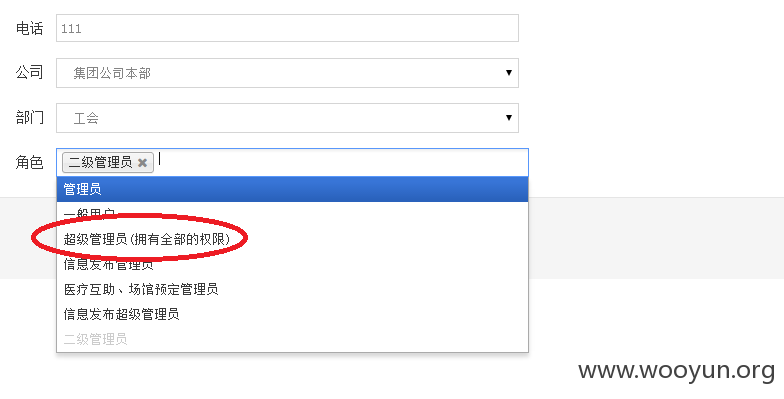 电话 111
公司 集团公司本部
部门 工会
角色 二级管理员
管理员
一般用户
超级管理员(拥有全部的权限)
信息发布管理员
医疗互助、场馆预定管理员
信息发布超级管理员
二级管理员
www.wooyun.org